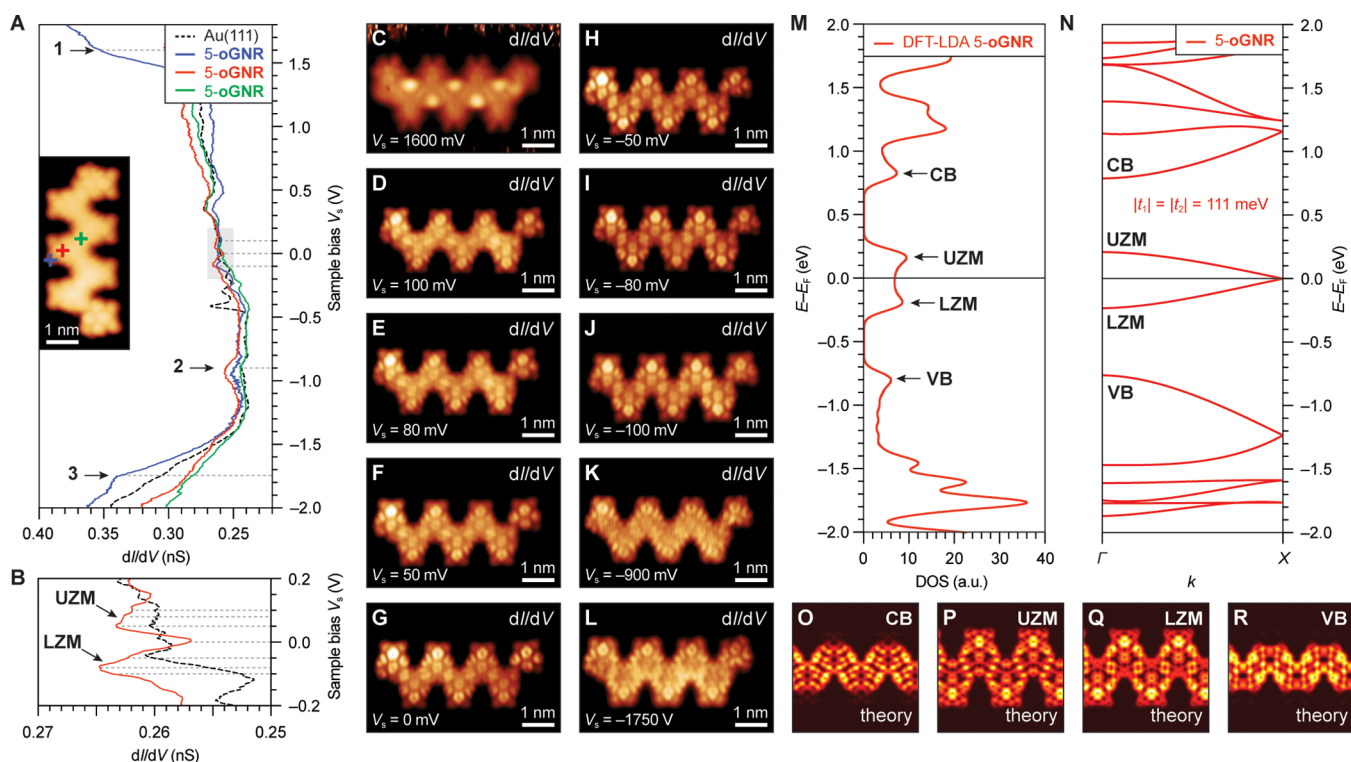 A
Au(111)
5-oGNR
5-oGNR
5-oGNR
1
2
3
1 nm
1.5
1.0
0.5
0.0
−0.5
−1.0
−1.5
−2.0
Sample bias Vs (V)
0.40
0.35
0.30
0.25
dI/dV (nS)
B
UZM
LZM
0.2
0.1
0.0
−0.1
−0.2
Sample bias Vs (V)
0.27
0.26
0.25
dI/dV (nS)
C
dI/dV
Vs = 1600 mV
1 nm
D
dI/dV
Vs = 100 mV
1 nm
E
dI/dV
Vs = 80 mV
1 nm
F
dI/dV
Vs = 50 mV
1 nm
G
dI/dV
Vs = 0 mV
1 nm
H
dI/dV
Vs = −50 mV
1 nm
I
dI/dV
Vs = −80 mV
1 nm
J
dI/dV
Vs = −100 mV
1 nm
K
dI/dV
Vs = −900 mV
1 nm
L
dI/dV
Vs = −1750 V
1 nm
M
DFT-LDA 5-oGNR
2.0
1.5
1.0
0.5
0.0
−0.5
−1.0
−1.5
−2.0
E−EF (eV)
CB
UZM
LZM
VB
0
10
20
30
40
DOS (a.u.)
N
5-oGNR
CB
|t1| = |t2| = 111 meV
UZM
LZM
VB
2.0
1.5
1.0
0.5
0.0
−0.5
−1.0
−1.5
−2.0
E−EF (eV)
Γ
X
k
O
CB
theory
P
UZM
theory
Q
LZM
theory
R
VB
theory